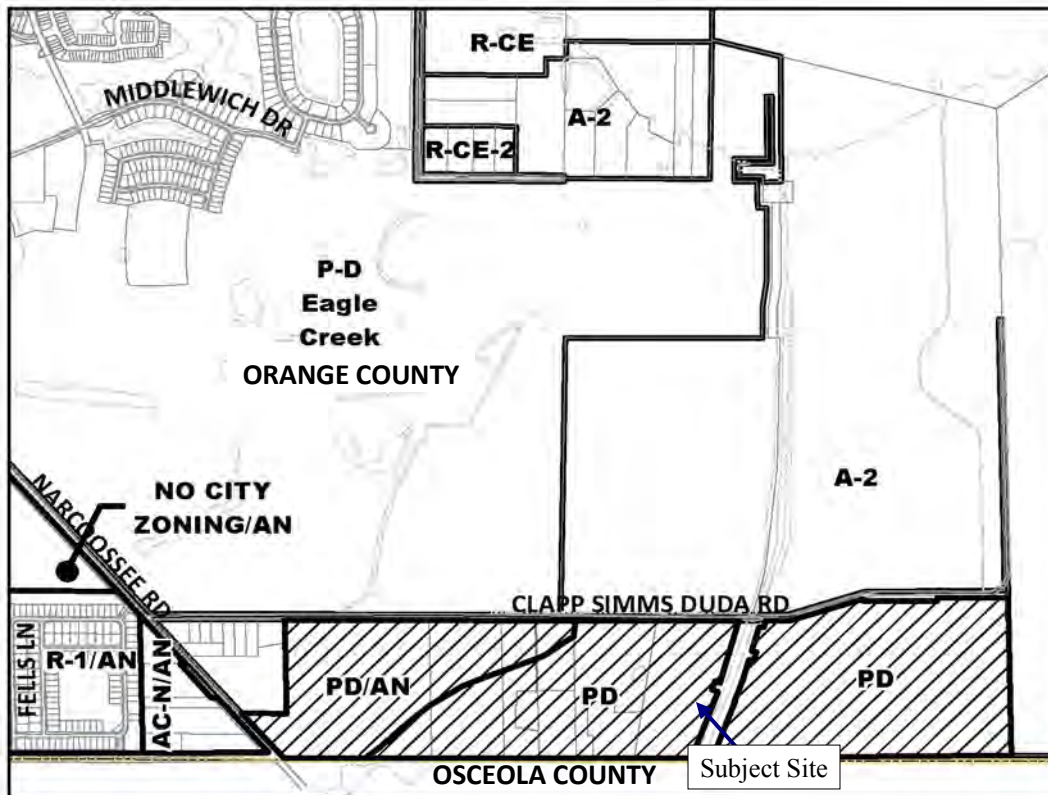 R-CE
MIDDLEWICH DR
A-2
R-CE-2
P-D
Eagle
Creek
ORANGE COUNTY
A-2
NO CITY
ZONING/AN
NARCOOSSEE RD
CLAPP SIMMS DUDA RD
FELLS LN
R-1/AN
AC-N/AN
PD/AN
PD
PD
OSCEOLA COUNTY
Subject Site